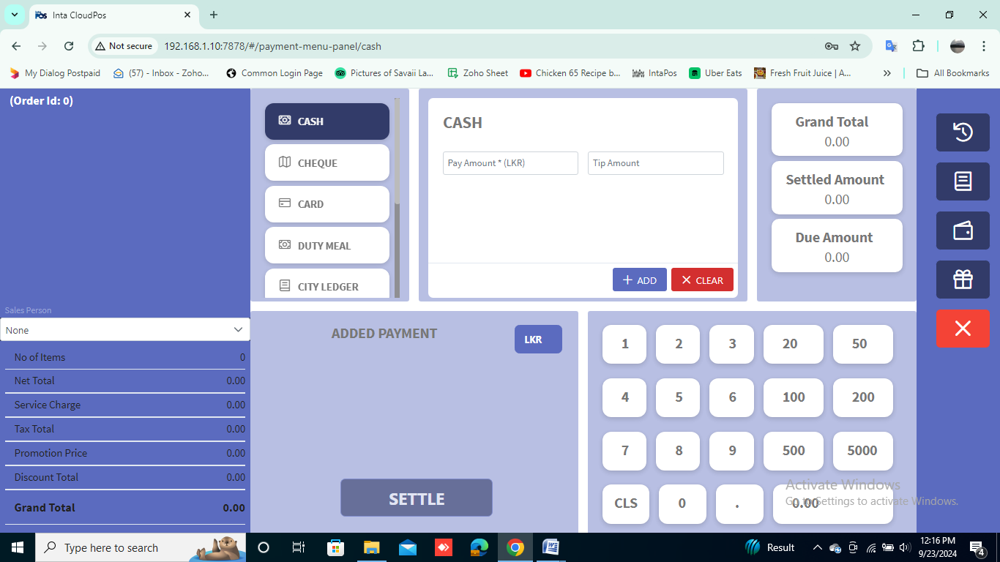 Inta CloudPos
Not secure
192.168.1.10:7878/#/payment-menu-panel/cash
My Dialog Postpaid
(57) - Inbox - Zoho...
Common Login Page
Pictures of Savaii La...
Zoho Sheet
Chicken 65 Recipe b...
IntaPos
Uber Eats
Fresh Fruit Juice | A...
All Bookmarks
(Order Id: 0)
Sales Person
None
No of Items 0
Net Total 0.00
Service Charge 0.00
Tax Total 0.00
Promotion Price 0.00
Discount Total 0.00
Grand Total 0.00
CASH
CHEQUE
CARD
DUTY MEAL
CITY LEDGER
CASH
Pay Amount * (LKR)
Tip Amount
ADD
CLEAR
Grand Total
0.00
Settled Amount
0.00
Due Amount
0.00
ADDED PAYMENT
LKR
SETTLE
1 2 3 20 50
4 5 6 100 200
7 8 9 500 5000
CLS 0 . 0.00
Activate Windows
Go to Settings to activate Windows.
Type here to search
Result
12:16 PM
9/23/2024
4